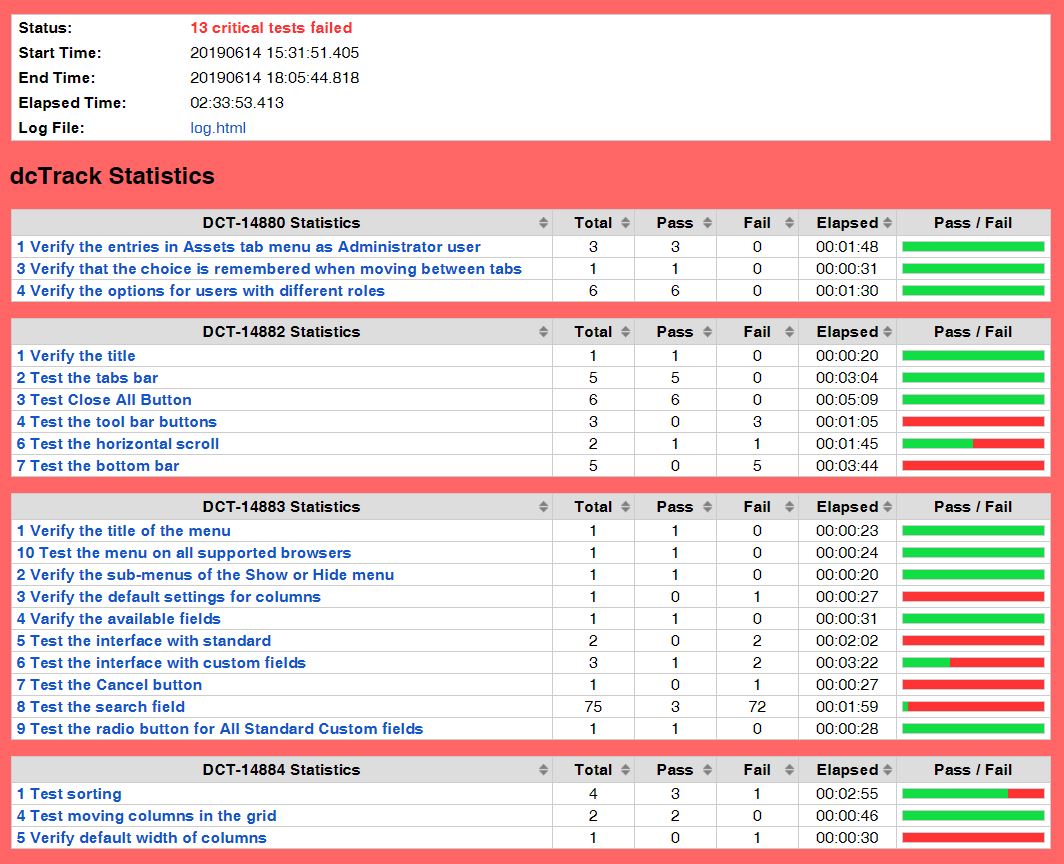 Status: 13 critical tests failed
Start Time: 20190614 15:31:51.405
End Time: 20190614 18:05:44.818
Elapsed Time: 02:33:53.413
Log File: log.html
dcTrack Statistics
DCT-14880 Statistics Total Pass Fail Elapsed Pass / Fail
1 Verify the entries in Assets tab menu as Administrator user 3 3 0 00:01:48
3 Verify that the choice is remembered when moving between tabs 1 1 0 00:00:31
4 Verify the options for users with different roles 6 6 0 00:01:30
DCT-14882 Statistics Total Pass Fail Elapsed Pass / Fail
1 Verify the title 1 1 0 00:00:20
2 Test the tabs bar 5 5 0 00:03:04
3 Test Close All Button 6 6 0 00:05:09
4 Test the tool bar buttons 3 0 3 00:01:05
6 Test the horizontal scroll 2 1 1 00:01:45
7 Test the bottom bar 5 0 5 00:03:44
DCT-14883 Statistics Total Pass Fail Elapsed Pass / Fail
1 Verify the title of the menu 1 1 0 00:00:23
10 Test the menu on all supported browsers 1 1 0 00:00:24
2 Verify the sub-menus of the Show or Hide menu 1 1 0 00:00:20
3 Verify the default settings for columns 1 0 1 00:00:27
4 Varify the available fields 1 1 0 00:00:31
5 Test the interface with standard 2 0 2 00:02:02
6 Test the interface with custom fields 3 1 2 00:03:22
7 Test the Cancel button 1 0 1 00:00:27
8 Test the search field 75 3 72 00:01:59
9 Test the radio button for All Standard Custom fields 1 1 0 00:00:28
DCT-14884 Statistics Total Pass Fail Elapsed Pass / Fail
1 Test sorting 4 3 1 00:02:55
4 Test moving columns in the grid 2 2 0 00:00:46
5 Verify default width of columns 1 0 1 00:00:30